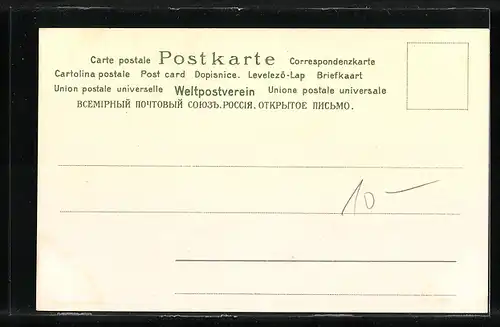 Carte postale Postkarte Correspondenzkarte
Cartolina postale Post card Dopisnice. Levelező-Lap Briefkaart
Union postale universelle Weltpostverein Unione postale universale
ВСЕМІРНЫЙ ПОЧТОВЫЙ СОЮЗЪ. РОССІЯ. ОТКРЫТОЕ ПИСЬМО.
10-